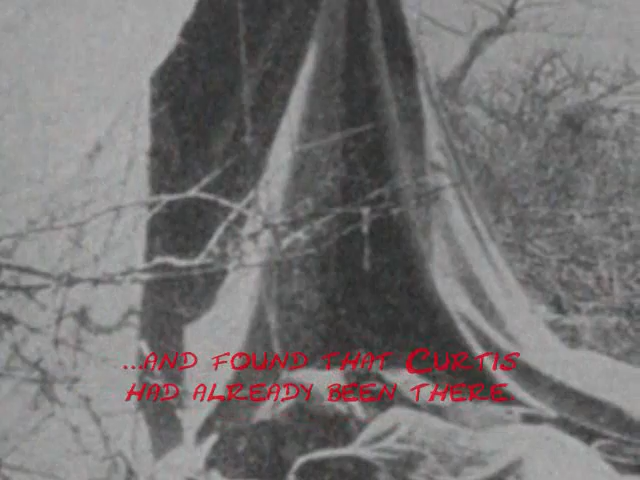 ...AND FOUND THAT CURTIS
HAD ALREADY BEEN THERE.